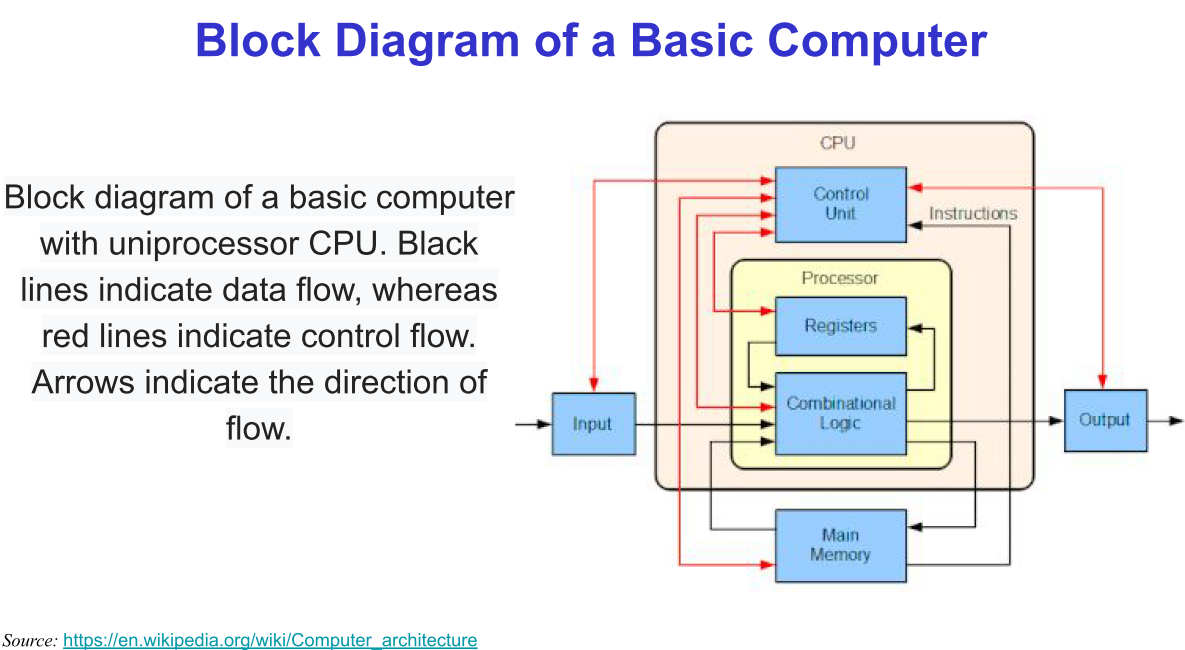 Block Diagram of a Basic Computer
Block diagram of a basic computer
with uniprocessor CPU. Black
lines indicate data flow, whereas
red lines indicate control flow.
Arrows indicate the direction of
flow.
CPU
Control
Unit
Instructions
Processor
Registers
Combinational
Logic
Input
Output
Main
Memory
Source: https://en.wikipedia.org/wiki/Computer_architecture